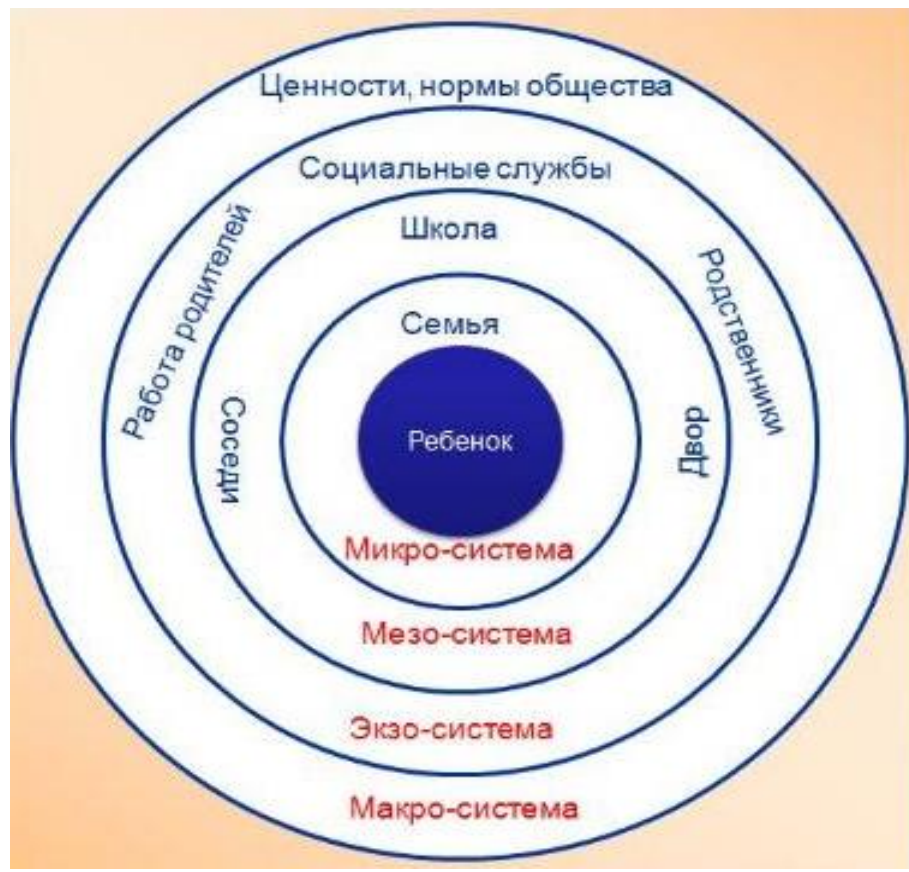 Ценности, нормы общества
Социальные службы
Работа родителей
Родственники
Школа
Соседи
Двор
Семья
Ребенок
Микро-система
Мезо-система
Экзо-система
Макро-система